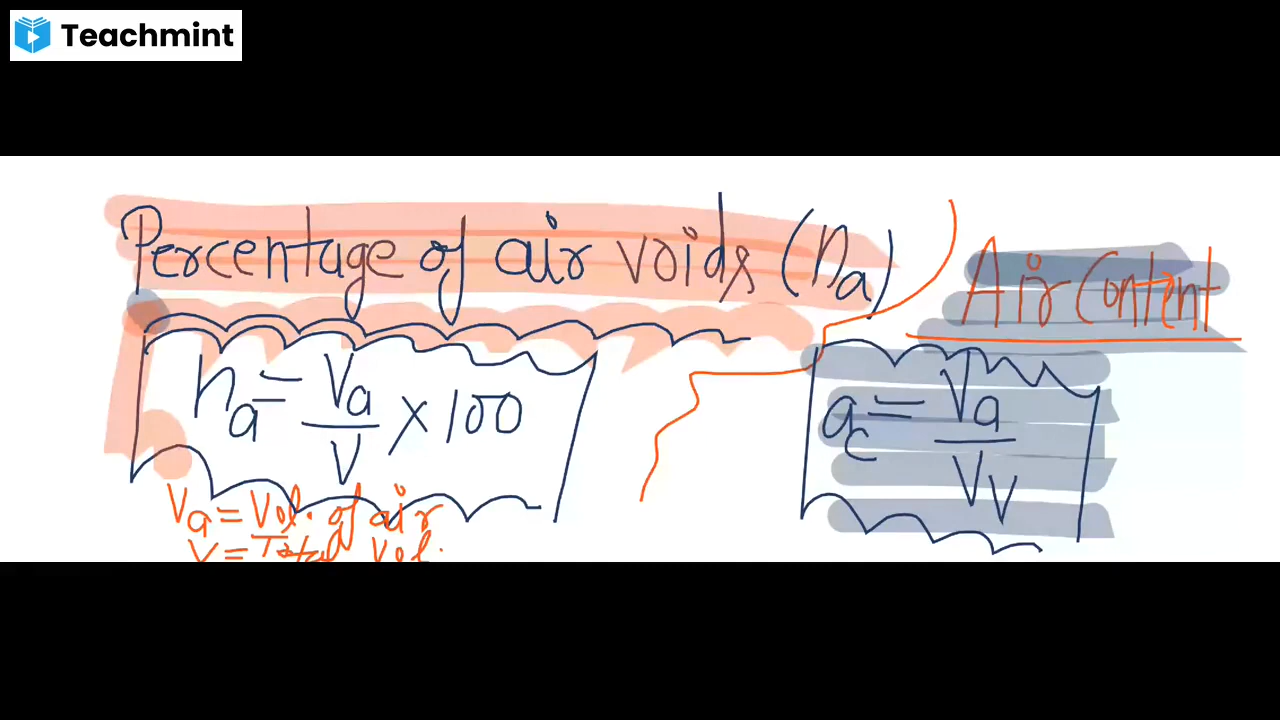 Teachmint
Percentage of air voids (na)
Air Content
na = Va/V × 100
ac = Va/Vv
Va = Vol. of air
V = Total Vol.